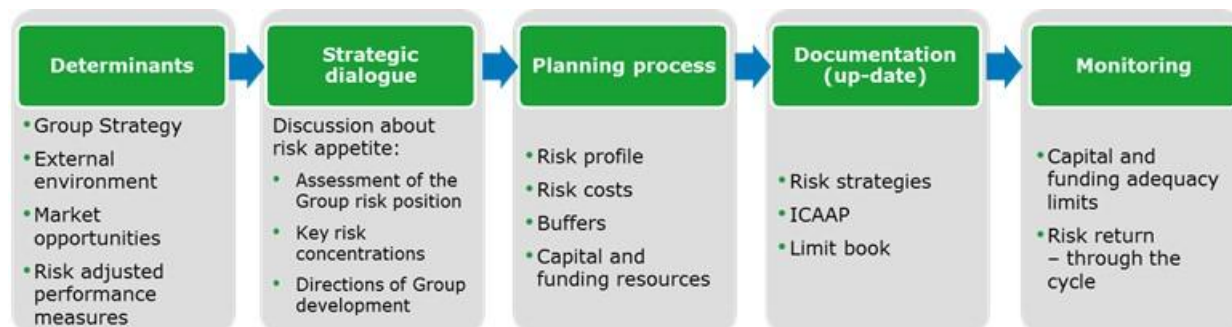 Determinants
• Group Strategy
• External
environment
• Market
opportunities
• Risk adjusted
performance
measures
Strategic
dialogue
Discussion about
risk appetite:
• Assessment of the
Group risk position
• Key risk
concentrations
• Directions of Group
development
Planning process
• Risk profile
• Risk costs
• Buffers
• Capital and
funding resources
Documentation
(up-date)
• Risk strategies
• ICAAP
• Limit book
Monitoring
• Capital and
funding adequacy
limits
• Risk return
– through the
cycle